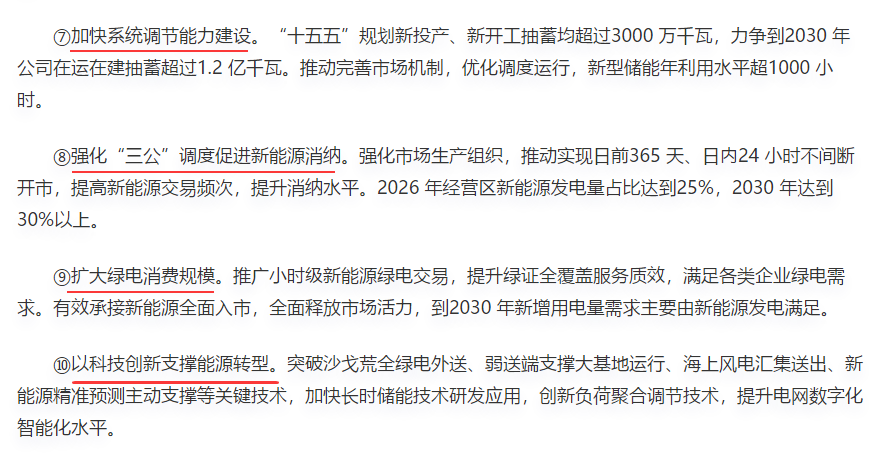 ⑦加快系统调节能力建设。“十五五”规划新投产、新开工抽蓄均超过3000 万千瓦，力争到2030 年
公司在运在建抽蓄超过1.2 亿千瓦。推动完善市场机制，优化调度运行，新型储能年利用水平超1000 小
时。
⑧强化“三公”调度促进新能源消纳。强化市场生产组织，推动实现日前365 天、日内24 小时不间断
开市，提高新能源交易频次，提升消纳水平。2026 年经营区新能源发电量占比达到25%，2030 年达到
30%以上。
⑨扩大绿电消费规模。推广小时级新能源绿电交易，提升绿证全覆盖服务质效，满足各类企业绿电需
求。有效承接新能源全面入市，全面释放市场活力，到2030 年新增用电量需求主要由新能源发电满足。
⑩以科技创新支撑能源转型。突破沙戈荒全绿电外送、弱送端支撑大基地运行、海上风电汇集送出、新
能源精准预测主动支撑等关键技术，加快长时储能技术研发应用，创新负荷聚合调节技术，提升电网数字化
智能化水平。